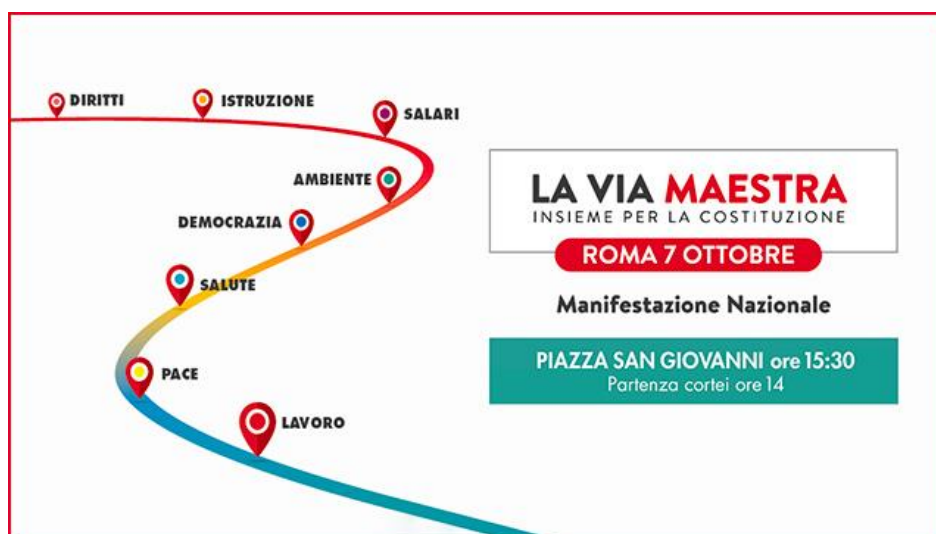 DIRITTI
ISTRUZIONE
SALARI
AMBIENTE
DEMOCRAZIA
SALUTE
PACE
LAVORO
LA VIA MAESTRA
INSIEME PER LA COSTITUZIONE
ROMA 7 OTTOBRE
Manifestazione Nazionale
PIAZZA SAN GIOVANNI ore 15:30
Partenza cortei ore 14